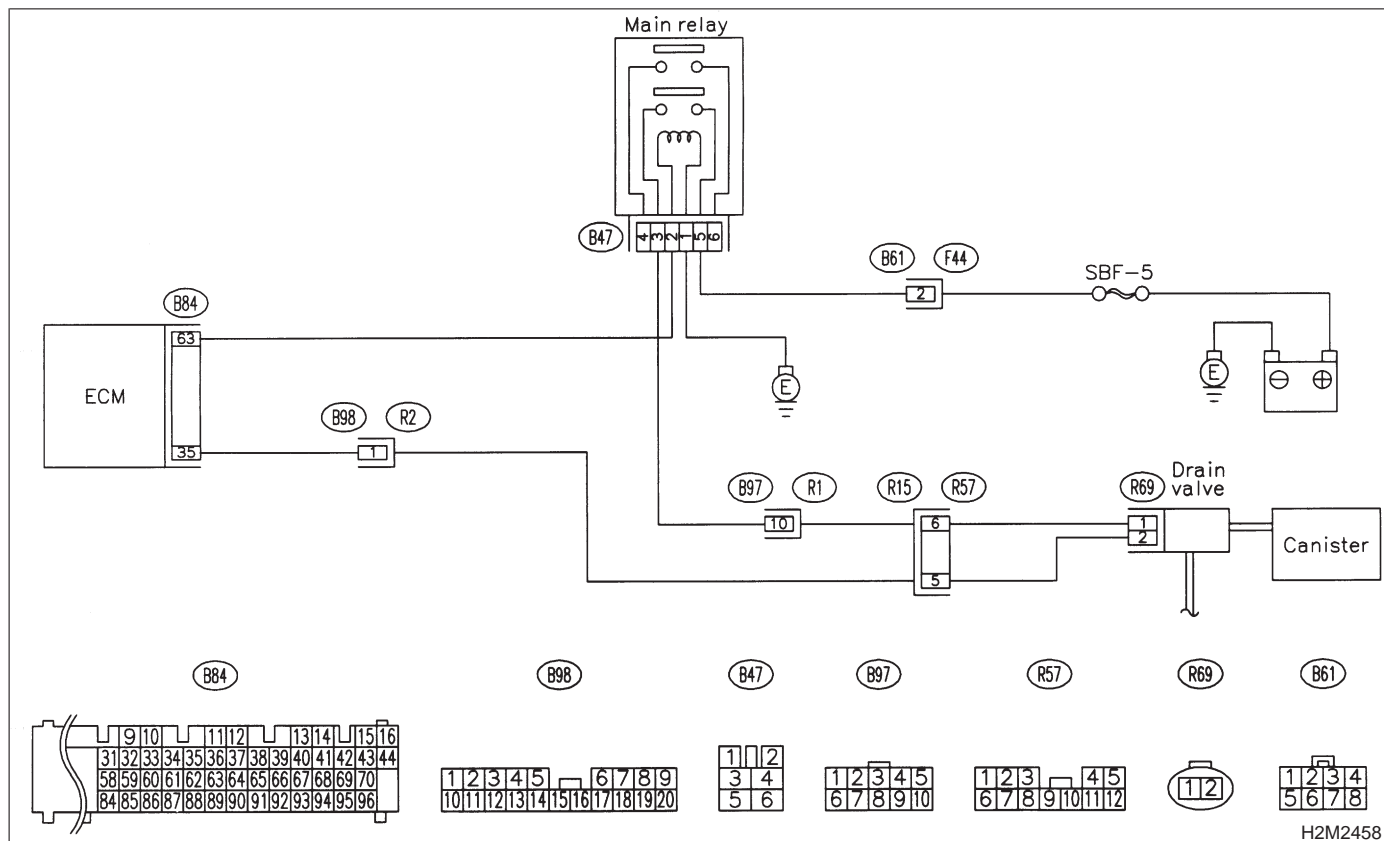 Main relay
B47
4 3 2 1 5 6
B61 F44
2
SBF-5
B84
63
ECM
35
E
E
⊖ ⊕
B98 R2
1
B97 R1
10
R15 R57
6
5
R69
Drain
valve
1
2
Canister
B84
9 10 11 12 13 14 15 16
31 32 33 34 35 36 37 38 39 40 41 42 43 44
58 59 60 61 62 63 64 65 66 67 68 69 70
84 85 86 87 88 89 90 91 92 93 94 95 96
B98
1 2 3 4 5 6 7 8 9
10 11 12 13 14 15 16 17 18 19 20
B47
1 2
3 4
5 6
B97
1 2 3 4 5
6 7 8 9 10
R57
1 2 3 4 5
6 7 8 9 10 11 12
R69
1 2
B61
1 2 3 4
5 6 7 8
H2M2458